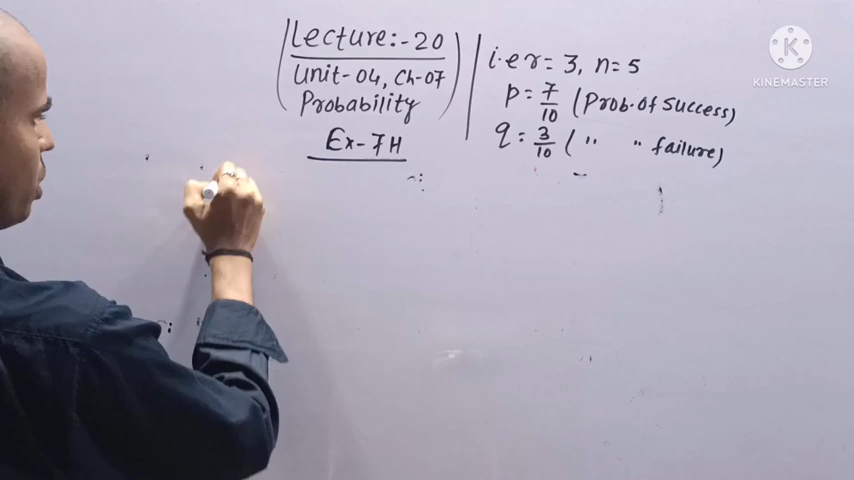 Lecture:-20
Unit-04, Ch-07
Probability
Ex-7H
i.e r = 3, n = 5
p = 7/10 (Prob. of Success)
q = 3/10 ( " " failure)
KINEMASTER